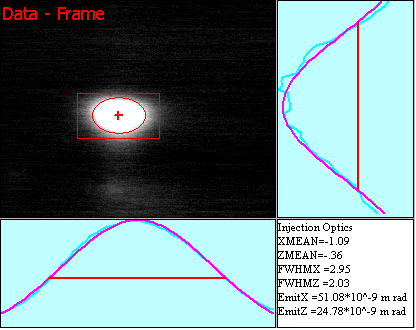 Data - Frame
Injection Optics
XMEAN=-1.09
ZMEAN=-.36
FWHMX =2.95
FWHMZ =2.03
EmitX =51.08*10^-9 m rad
EmitZ =24.78*10^-9 m rad